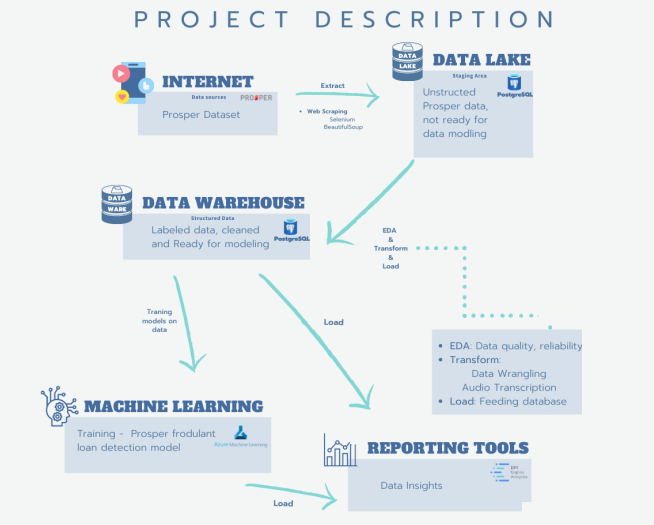 PROJECT DESCRIPTION
INTERNET
Data sources
PROSPER
Prosper Dataset
Extract
• Web Scraping
Selenium
BeautifulSoup
DATA
LAKE
DATA LAKE
Staging Area
Unstructured
Prosper data,
not ready for
data modling
PostgreSQL
DATA
WARE
DATA WAREHOUSE
Structured Data
Labeled data, cleaned
and Ready for modeling
PostgreSQL
EDA
&
Transform
&
Load
• EDA: Data quality, reliability
• Transform:
Data Wrangling
Audio Transcription
• Load: Feeding database
Traning
models on
data
Load
MACHINE LEARNING
Training - Prosper frodulant
loan detection model
Azure Machine Learning
REPORTING TOOLS
Data Insights
Load